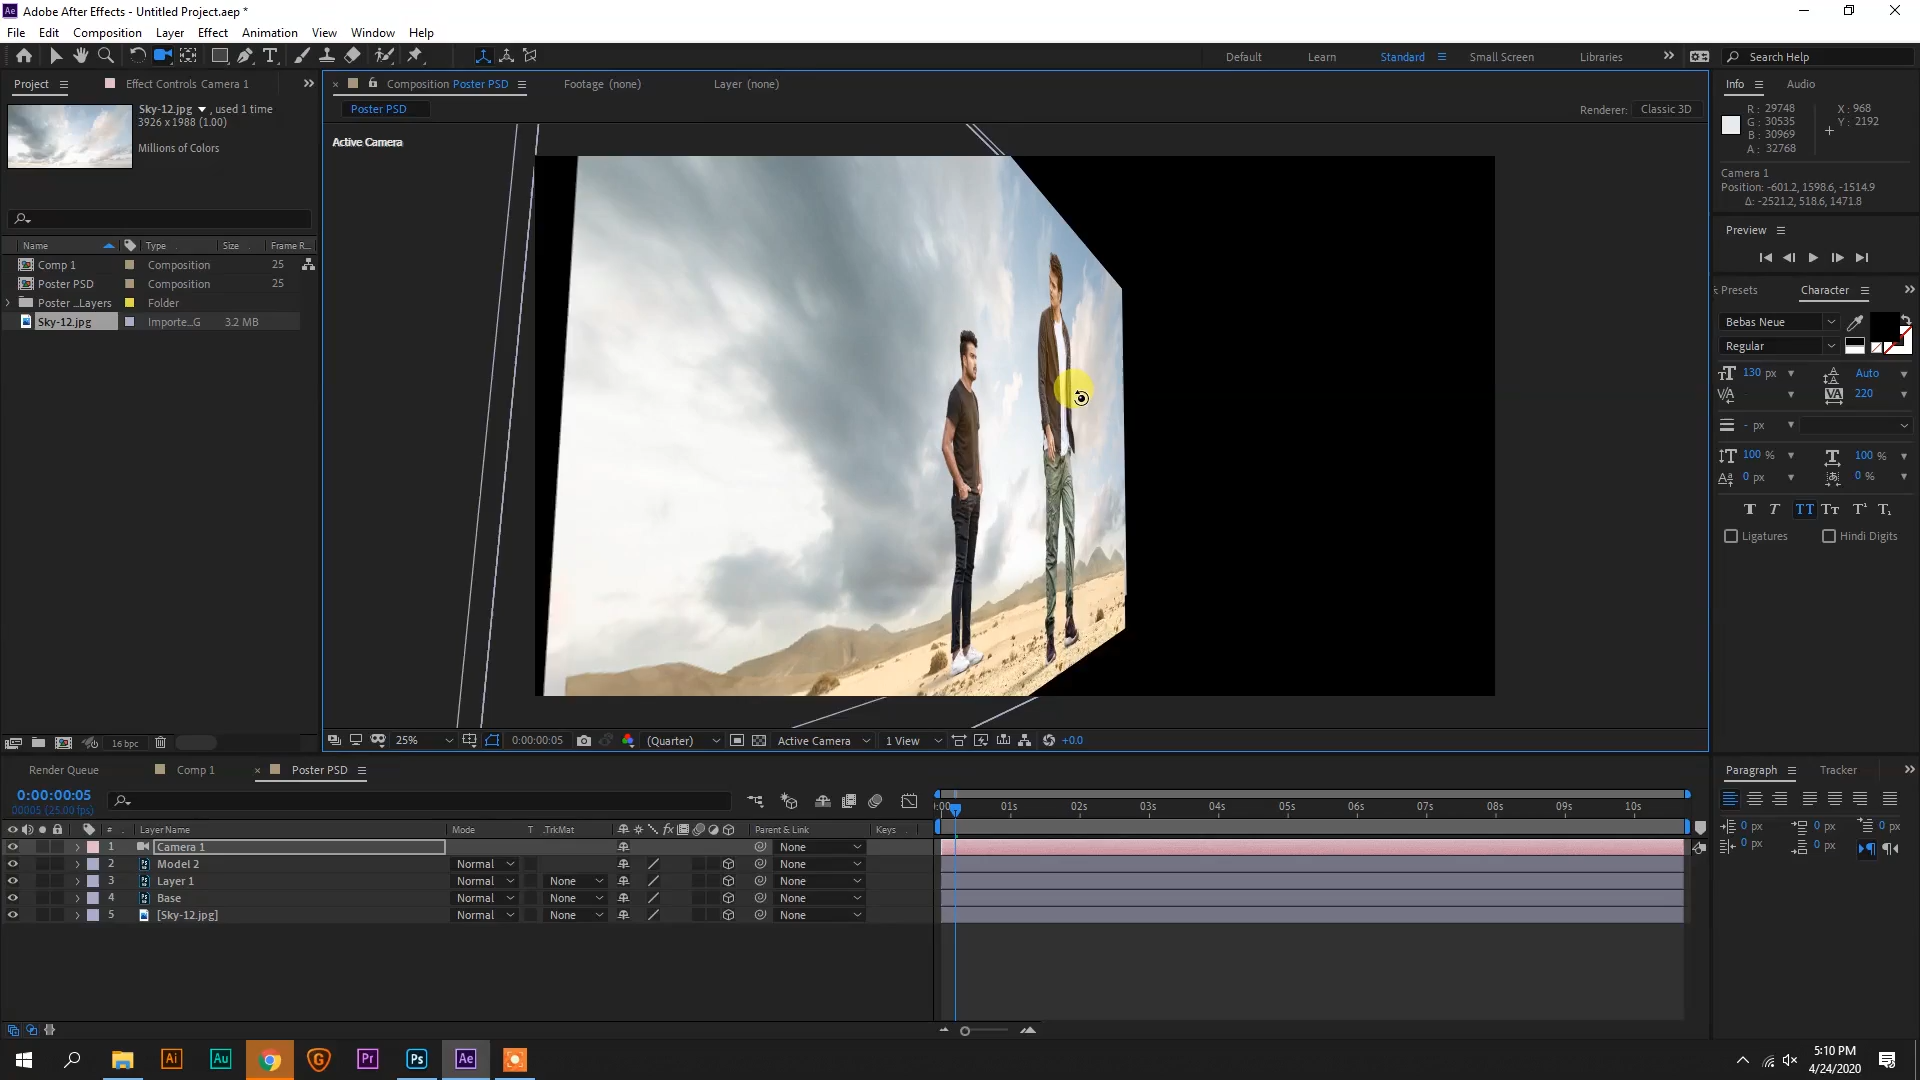 Adobe After Effects - Untitled Project.aep *
File Edit Composition Layer Effect Animation View Window Help
Default Learn Standard Small Screen Libraries Search Help
Project Effect Controls Camera 1
Sky-12.jpg , used 1 time
3926 x 1988 (1.00)
Millions of Colors
Name Type Size Frame R...
Comp 1 Composition 25
Poster PSD Composition 25
Poster ...Layers Folder
Sky-12.jpg Importe...G 3.2 MB
16 bpc
Composition Poster PSD Footage (none) Layer (none)
Poster PSD Renderer: Classic 3D
Active Camera
25% 0:00:00:05 (Quarter) Active Camera 1 View +0.0
Info Audio
R : 29748 X : 968
G : 30535 Y : 2192
B : 30969
A : 32768
Camera 1
Position: -601.2, 1598.6, -1514.9
Δ: -2521.2, 518.6, 1471.8
Preview
Presets Character
Bebas Neue
Regular
130 px Auto
220
- px
100 % 100 %
0 px 0 %
Ligatures Hindi Digits
Render Queue Comp 1 Poster PSD
0:00:00:05
00005 (25.00 fps)
:00 01s 02s 03s 04s 05s 06s 07s 08s 09s 10s
# Layer Name Mode T .TrkMat Parent & Link Keys
1 Camera 1 None
2 Model 2 Normal None
3 Layer 1 Normal None None
4 Base Normal None None
5 [Sky-12.jpg] Normal None None
Paragraph Tracker
0 px 0 px 0 px
0 px 0 px
5:10 PM
4/24/2020